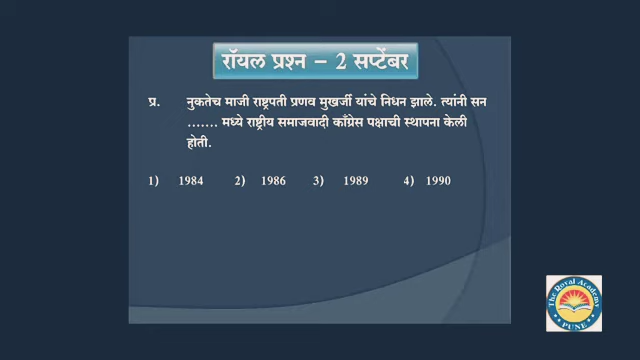 रॉयल प्रश्न – 2 सप्टेंबर
प्र. नुकतेच माजी राष्ट्रपती प्रणव मुखर्जी यांचे निधन झाले. त्यांनी सन
....... मध्ये राष्ट्रीय समाजवादी काँग्रेस पक्षाची स्थापना केली
होती.
1) 1984 2) 1986 3) 1989 4) 1990
The Royal Academy
PUNE